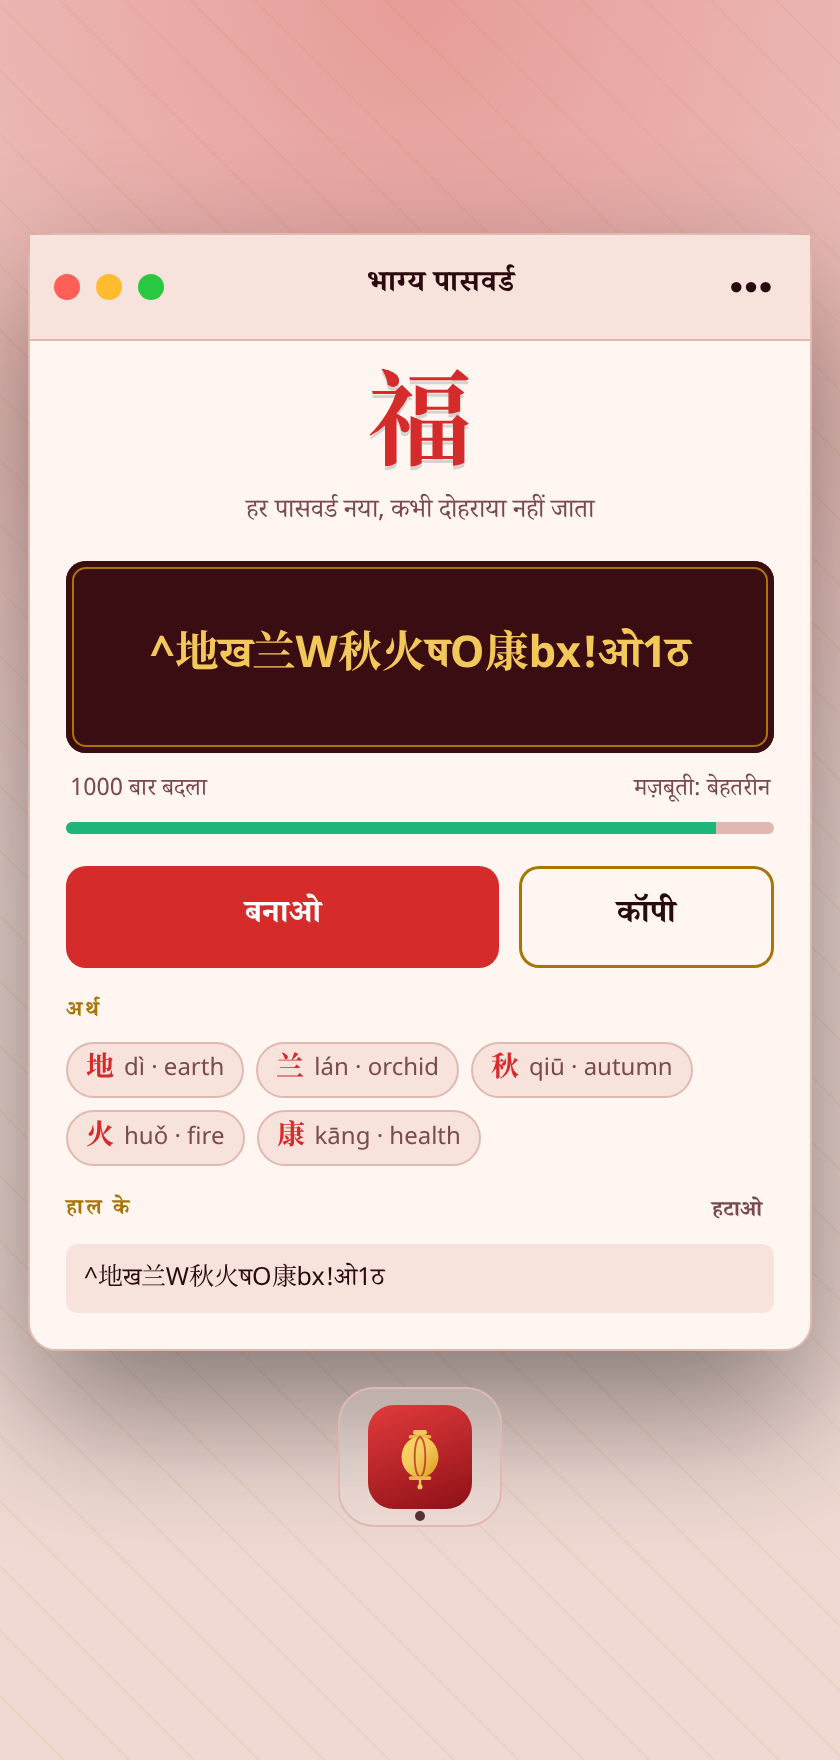 भाग्य पासवर्ड
福
हर पासवर्ड नया, कभी दोहराया नहीं जाता
^地ख兰W秋火षO康bx!ओ1ठ
1000 बार बदला
मज़बूती: बेहतरीन
बनाओ
कॉपी
अर्थ
地 dì · earth
兰 lán · orchid
秋 qiū · autumn
火 huǒ · fire
康 kāng · health
हाल के
हटाओ
^地ख兰W秋火षO康bx!ओ1ठ